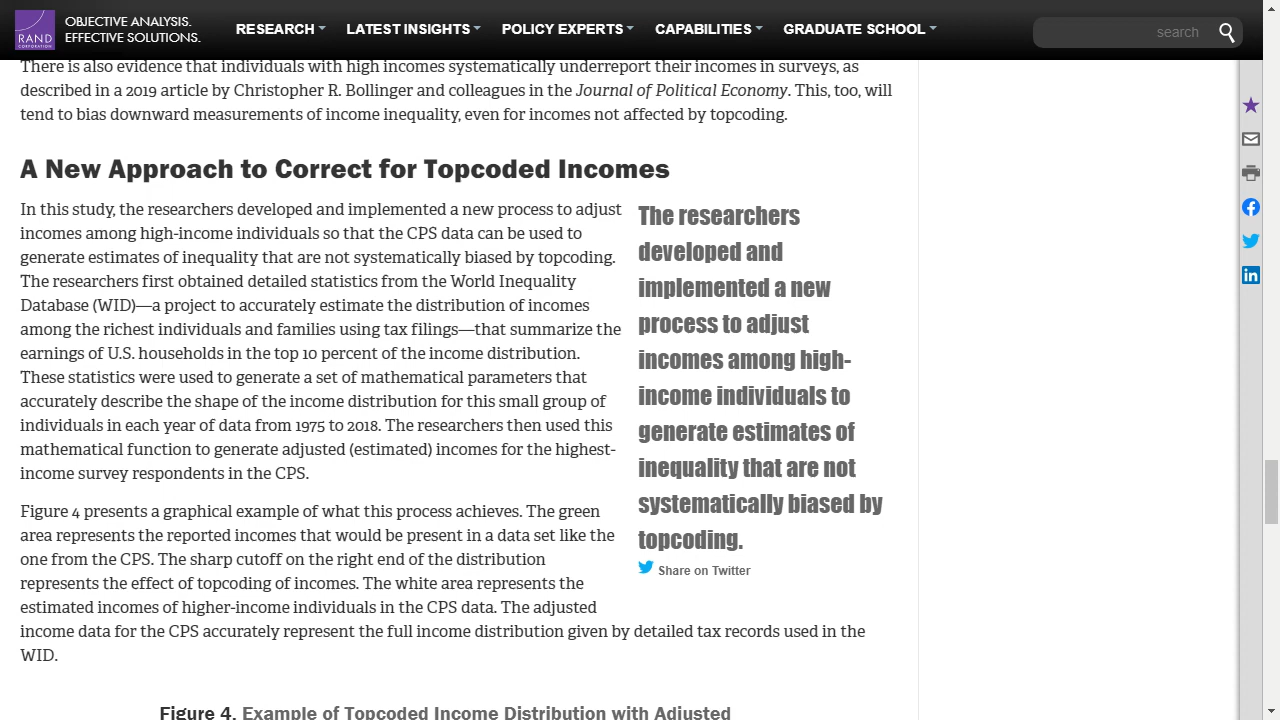 RAND
CORPORATION
OBJECTIVE ANALYSIS.
EFFECTIVE SOLUTIONS.
RESEARCH
LATEST INSIGHTS
POLICY EXPERTS
CAPABILITIES
GRADUATE SCHOOL
search
There is also evidence that individuals with high incomes systematically underreport their incomes in surveys, as
described in a 2019 article by Christopher R. Bollinger and colleagues in the Journal of Political Economy. This, too, will
tend to bias downward measurements of income inequality, even for incomes not affected by topcoding.
A New Approach to Correct for Topcoded Incomes
In this study, the researchers developed and implemented a new process to adjust
incomes among high-income individuals so that the CPS data can be used to
generate estimates of inequality that are not systematically biased by topcoding.
The researchers first obtained detailed statistics from the World Inequality
Database (WID)—a project to accurately estimate the distribution of incomes
among the richest individuals and families using tax filings—that summarize the
earnings of U.S. households in the top 10 percent of the income distribution.
These statistics were used to generate a set of mathematical parameters that
accurately describe the shape of the income distribution for this small group of
individuals in each year of data from 1975 to 2018. The researchers then used this
mathematical function to generate adjusted (estimated) incomes for the highest-
income survey respondents in the CPS.
The researchers
developed and
implemented a new
process to adjust
incomes among high-
income individuals to
generate estimates of
inequality that are not
systematically biased by
topcoding.
Share on Twitter
Figure 4 presents a graphical example of what this process achieves. The green
area represents the reported incomes that would be present in a data set like the
one from the CPS. The sharp cutoff on the right end of the distribution
represents the effect of topcoding of incomes. The white area represents the
estimated incomes of higher-income individuals in the CPS data. The adjusted
income data for the CPS accurately represent the full income distribution given by detailed tax records used in the
WID.
Figure 4. Example of Topcoded Income Distribution with Adjusted